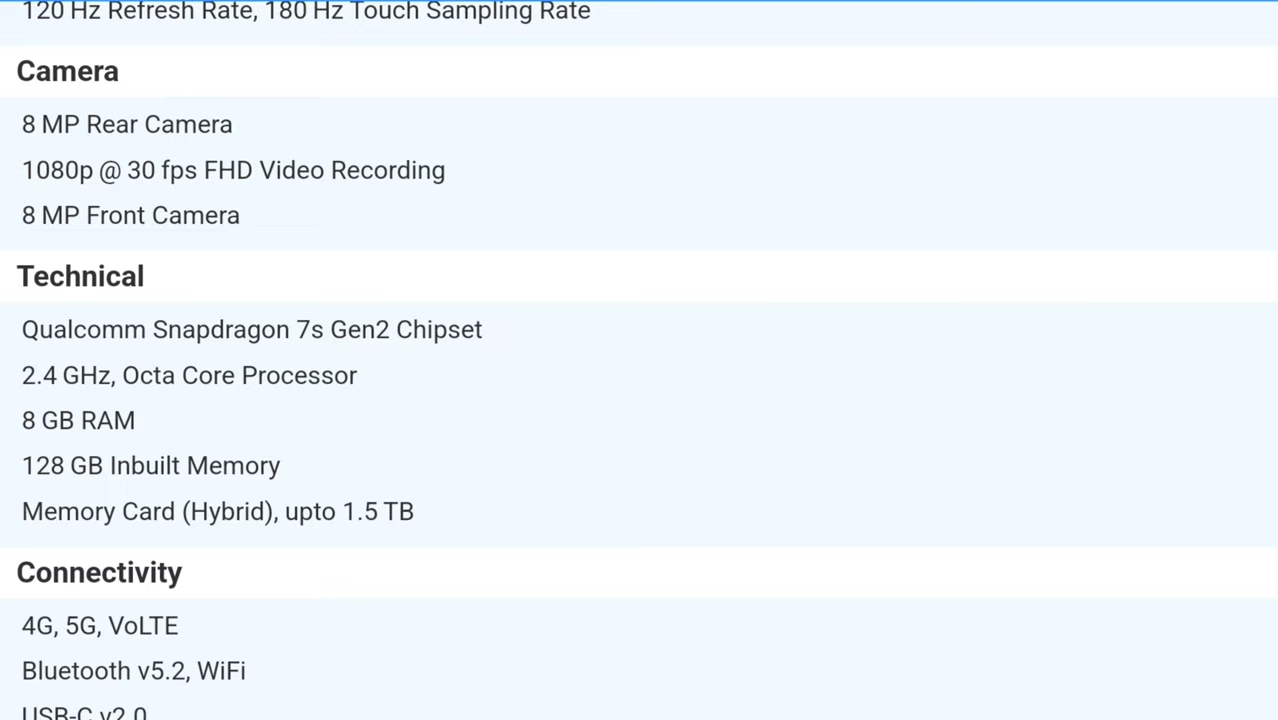 120 Hz Refresh Rate, 180 Hz Touch Sampling Rate
Camera
8 MP Rear Camera
1080p @ 30 fps FHD Video Recording
8 MP Front Camera
Technical
Qualcomm Snapdragon 7s Gen2 Chipset
2.4 GHz, Octa Core Processor
8 GB RAM
128 GB Inbuilt Memory
Memory Card (Hybrid), upto 1.5 TB
Connectivity
4G, 5G, VoLTE
Bluetooth v5.2, WiFi
USB-C v2.0